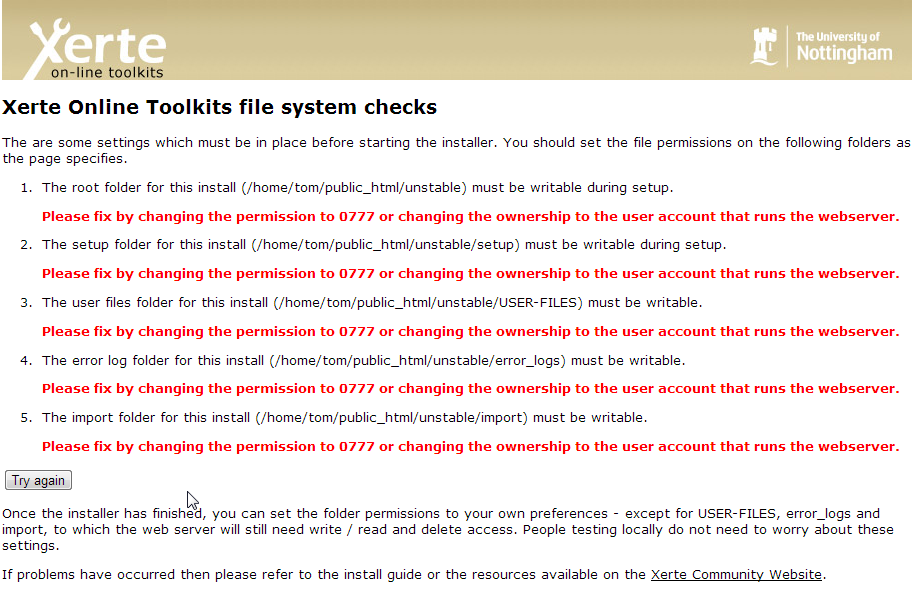 Xerte
on-line toolkits
The University of
Nottingham
Xerte Online Toolkits file system checks
The are some settings which must be in place before starting the installer. You should set the file permissions on the following folders as
the page specifies.
1. The root folder for this install (/home/tom/public_html/unstable) must be writable during setup.
Please fix by changing the permission to 0777 or changing the ownership to the user account that runs the webserver.
2. The setup folder for this install (/home/tom/public_html/unstable/setup) must be writable during setup.
Please fix by changing the permission to 0777 or changing the ownership to the user account that runs the webserver.
3. The user files folder for this install (/home/tom/public_html/unstable/USER-FILES) must be writable.
Please fix by changing the permission to 0777 or changing the ownership to the user account that runs the webserver.
4. The error log folder for this install (/home/tom/public_html/unstable/error_logs) must be writable.
Please fix by changing the permission to 0777 or changing the ownership to the user account that runs the webserver.
5. The import folder for this install (/home/tom/public_html/unstable/import) must be writable.
Please fix by changing the permission to 0777 or changing the ownership to the user account that runs the webserver.
Try again
Once the installer has finished, you can set the folder permissions to your own preferences - except for USER-FILES, error_logs and
import, to which the web server will still need write / read and delete access. People testing locally do not need to worry about these
settings.
If problems have occurred then please refer to the install guide or the resources available on the Xerte Community Website.